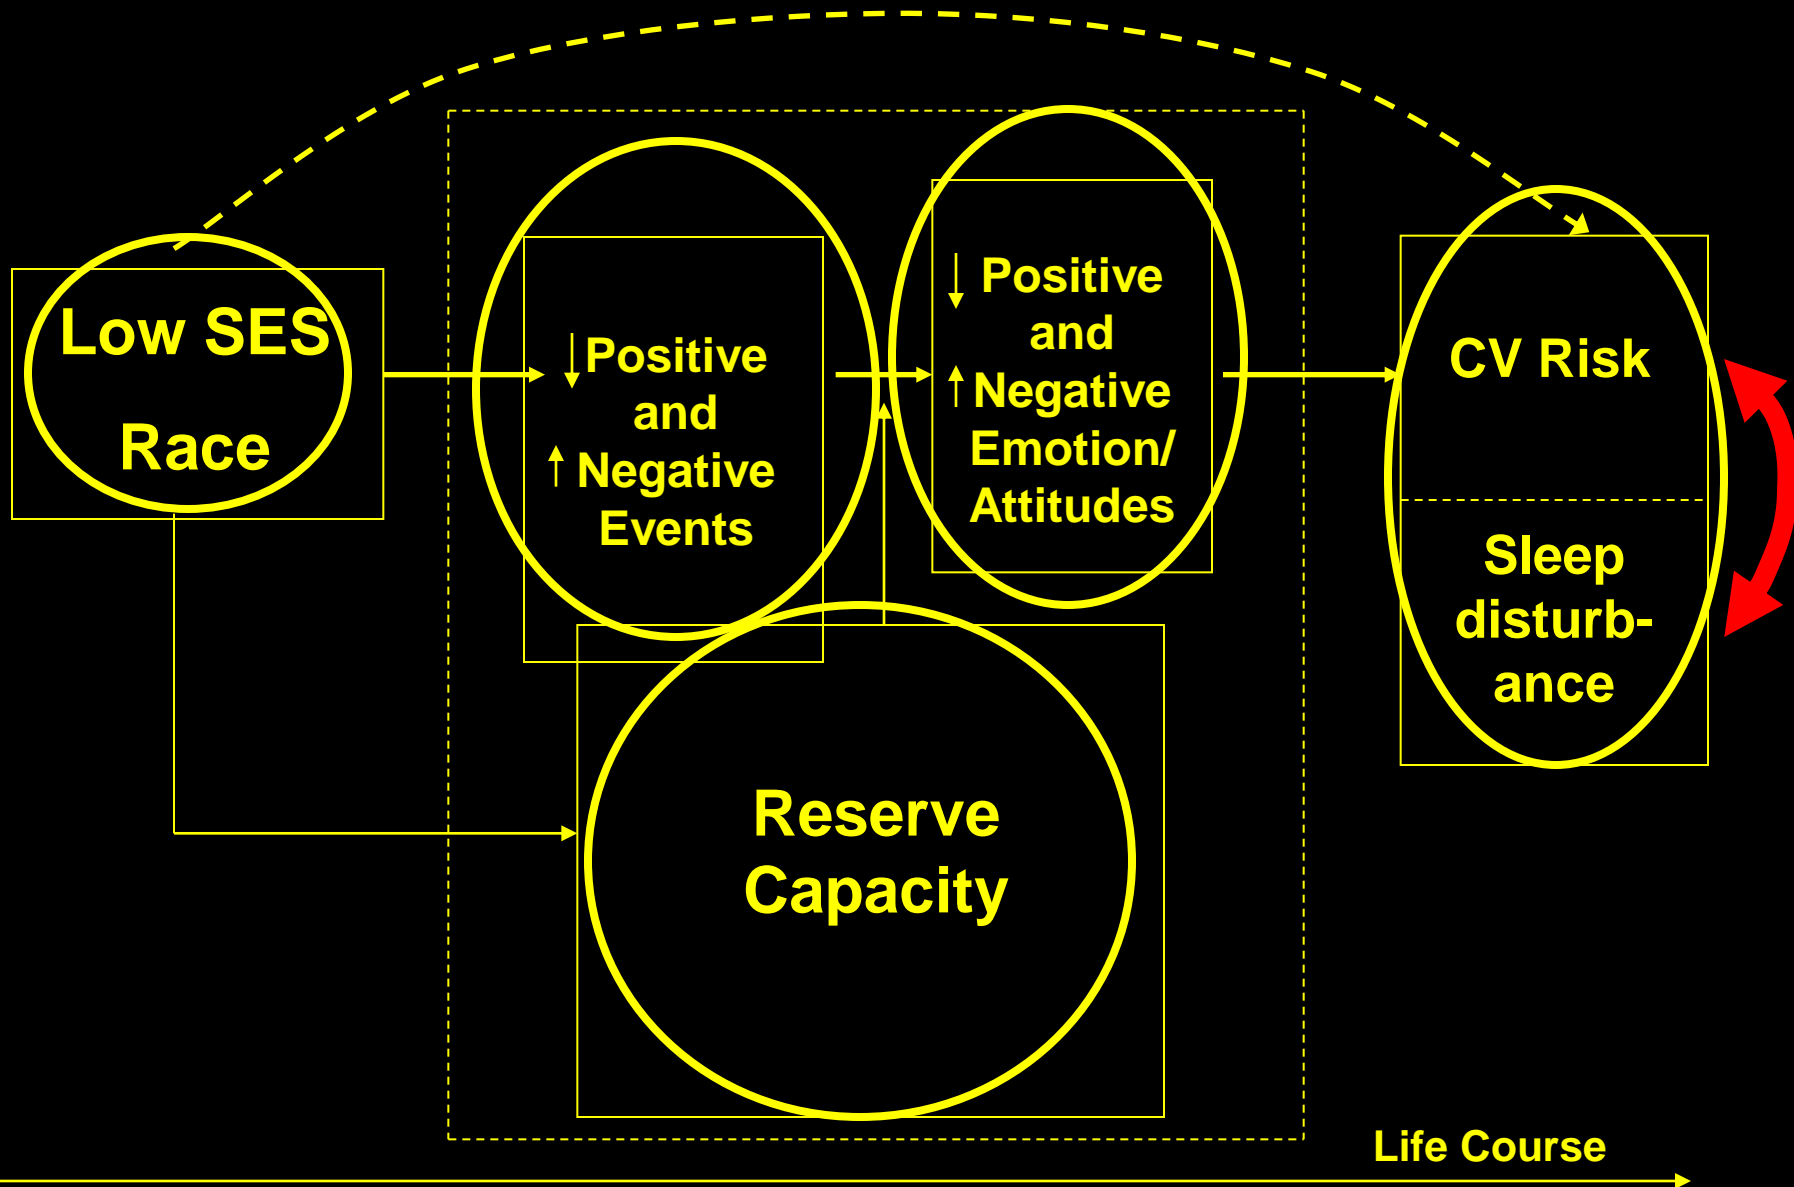 Low SES
Race
↓ Positive
and
↑ Negative
Events
↓ Positive
and
↑ Negative
Emotion/
Attitudes
CV Risk
Sleep
disturb-
ance
Reserve
Capacity
Life Course